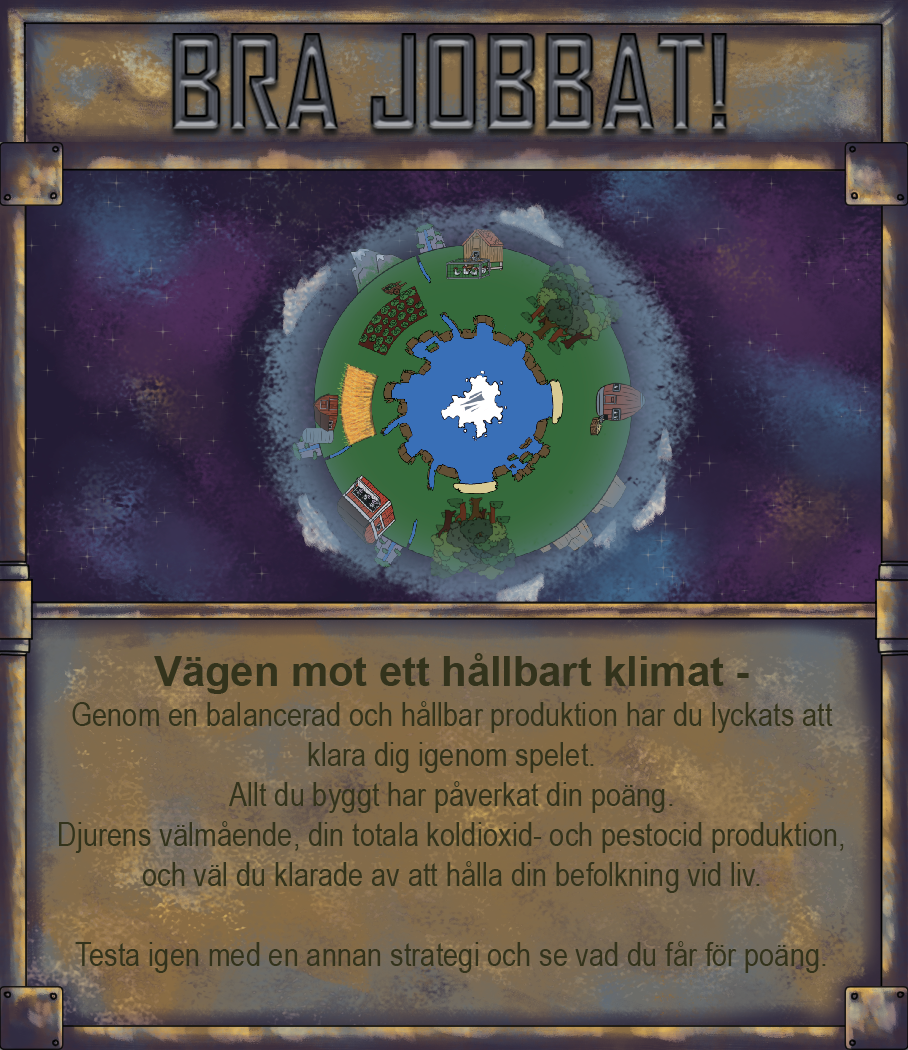 BRA JOBBAT!
Vägen mot ett hållbart klimat -
Genom en balancerad och hållbar produktion har du lyckats att
klara dig igenom spelet.
Allt du byggt har påverkat din poäng.
Djurens välmående, din totala koldioxid- och pestocid produktion,
och väl du klarade av att hålla din befolkning vid liv.
Testa igen med en annan strategi och se vad du får för poäng.